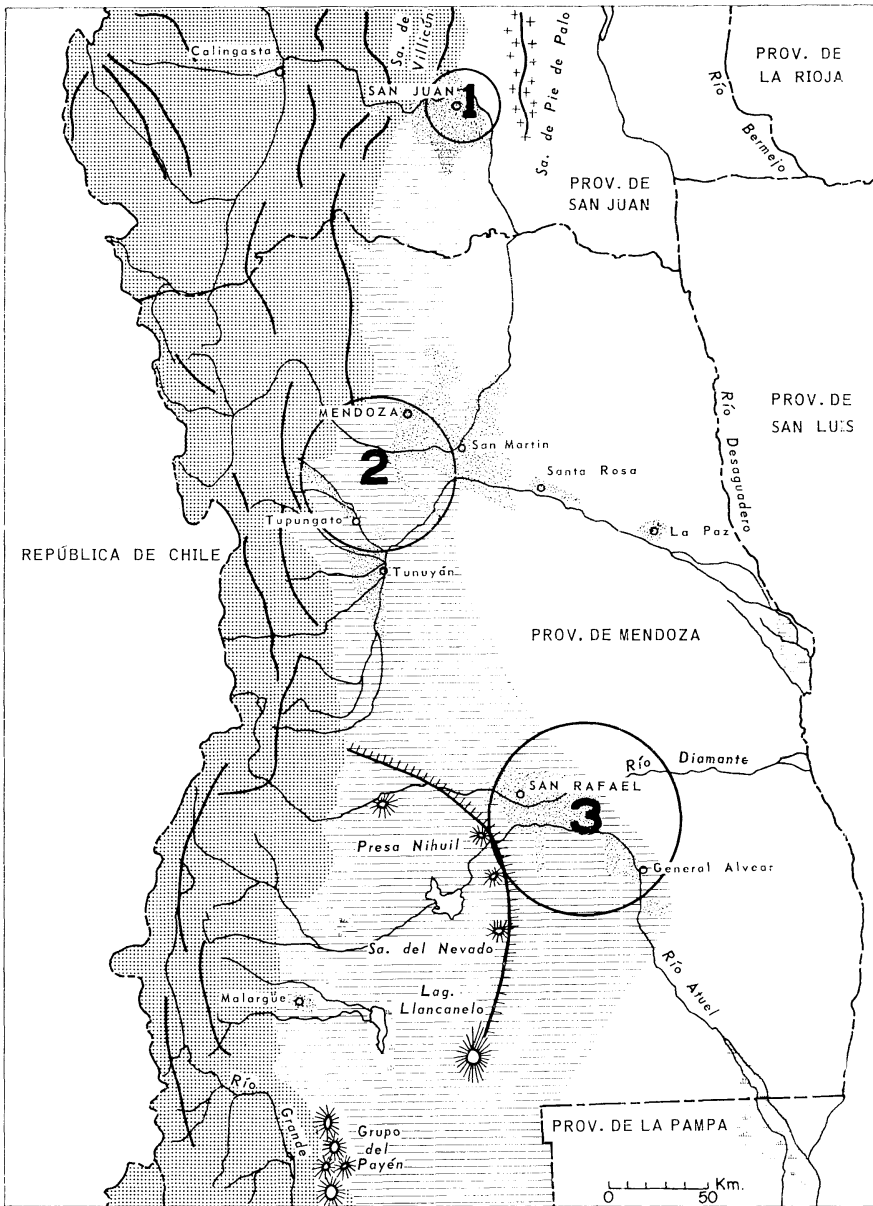 Calingasta
Sa. de
Villicún
SAN JUAN
1
Sa. de Pie de Palo
PROV. DE
LA RIOJA
Río
Bermejo
PROV. DE
SAN JUAN
MENDOZA
San Martín
2
Santa Rosa
Río Desaguadero
PROV. DE
SAN LUIS
Tupungato
La Paz
REPÚBLICA DE CHILE
Tunuyán
PROV. DE MENDOZA
Río Diamante
SAN RAFAEL
3
Presa Nihuil
General Alvear
Sa. del Nevado
Río Atuel
Malargüe
Lag.
Llancanelo
Río
Grande
Grupo
del
Payén
PROV. DE LA PAMPA
Km.
0 50